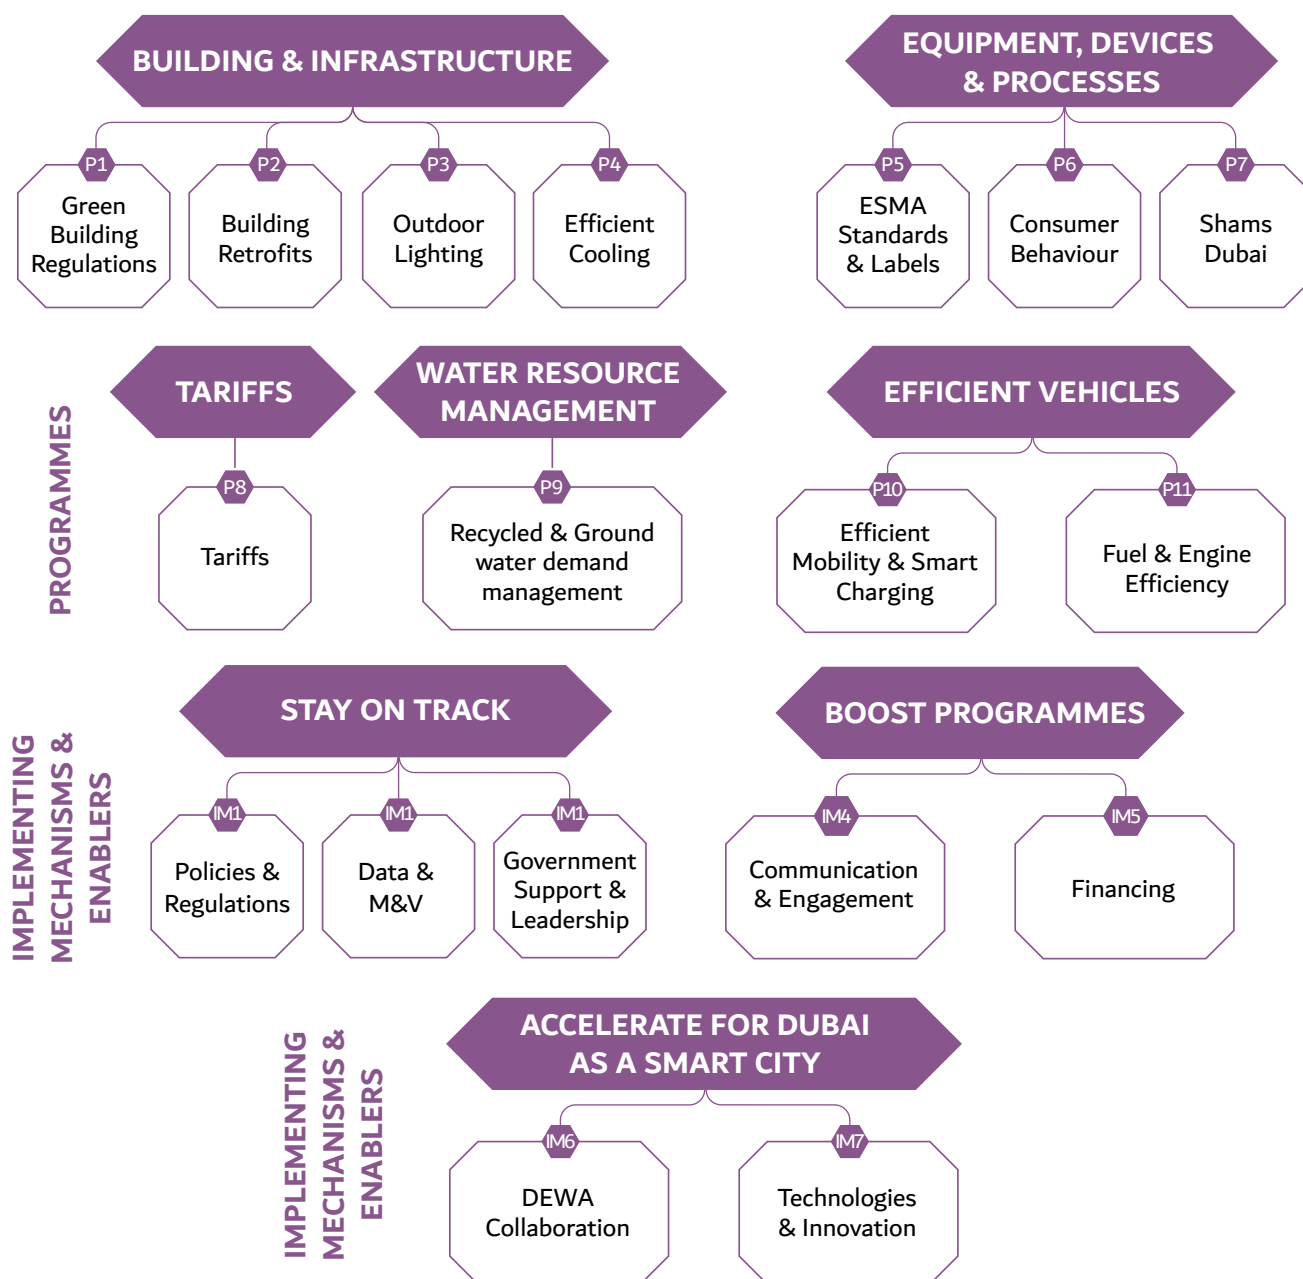 BUILDING & INFRASTRUCTURE
P1
Green
Building
Regulations
P2
Building
Retrofits
P3
Outdoor
Lighting
P4
Efficient
Cooling
EQUIPMENT, DEVICES
& PROCESSES
P5
ESMA
Standards
& Labels
P6
Consumer
Behaviour
P7
Shams
Dubai
PROGRAMMES
TARIFFS
P8
Tariffs
WATER RESOURCE
MANAGEMENT
P9
Recycled & Ground
water demand
management
EFFICIENT VEHICLES
P10
Efficient
Mobility & Smart
Charging
P11
Fuel & Engine
Efficiency
IMPLEMENTING
MECHANISMS &
ENABLERS
STAY ON TRACK
IM1
Policies &
Regulations
IM1
Data &
M&V
IM1
Government
Support &
Leadership
BOOST PROGRAMMES
IM4
Communication
& Engagement
IM5
Financing
IMPLEMENTING
MECHANISMS &
ENABLERS
ACCELERATE FOR DUBAI
AS A SMART CITY
IM6
DEWA
Collaboration
IM7
Technologies
& Innovation